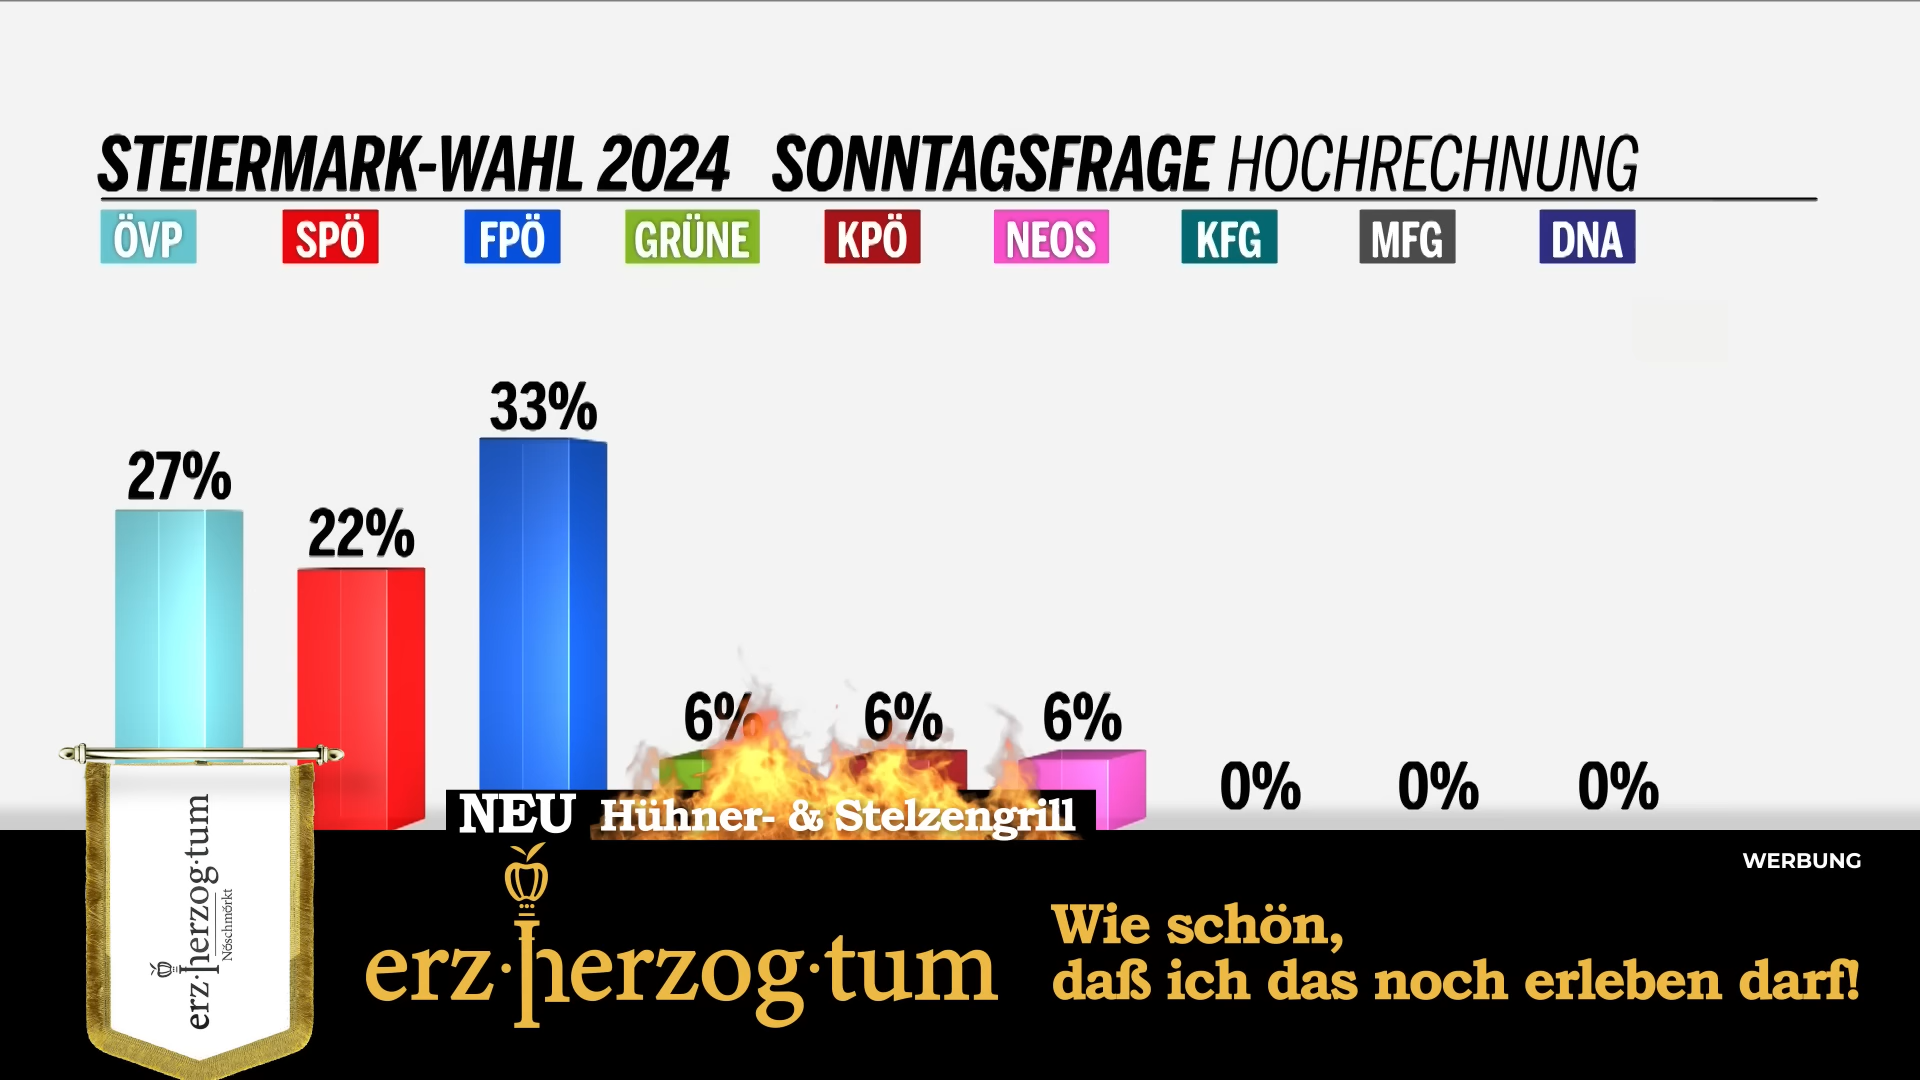 STEIERMARK-WAHL 2024 SONNTAGSFRAGE HOCHRECHNUNG
ÖVP SPÖ FPÖ GRÜNE KPÖ NEOS KFG MFG DNA
27% 22% 33% 6% 6% 6% 0% 0% 0%
NEU Hühner- & Stelzengrill
WERBUNG
erz·herzog·tum
Nöschmörkt
erz·herzog·tum
Wie schön,
daß ich das noch erleben darf!